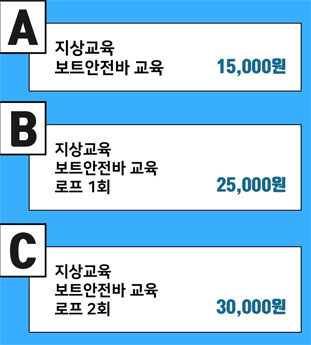 A
지상교육
보트안전바 교육 15,000원
B
지상교육
보트안전바 교육
로프 1회 25,000원
C
지상교육
보트안전바 교육
로프 2회 30,000원